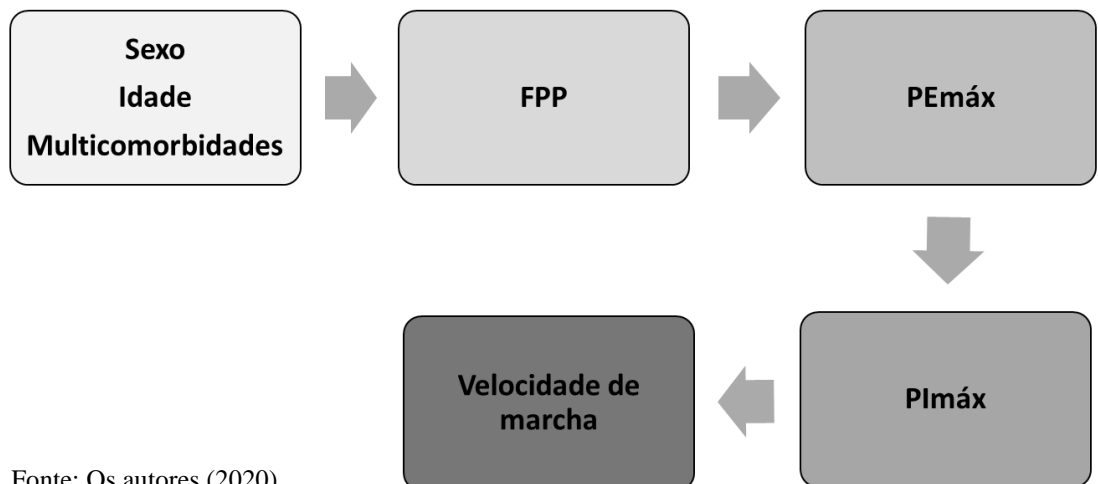 Sexo
Idade
Multicomorbidades
FPP
PEmáx
PImáx
Velocidade de
marcha
Fonte: Os autores (2020)